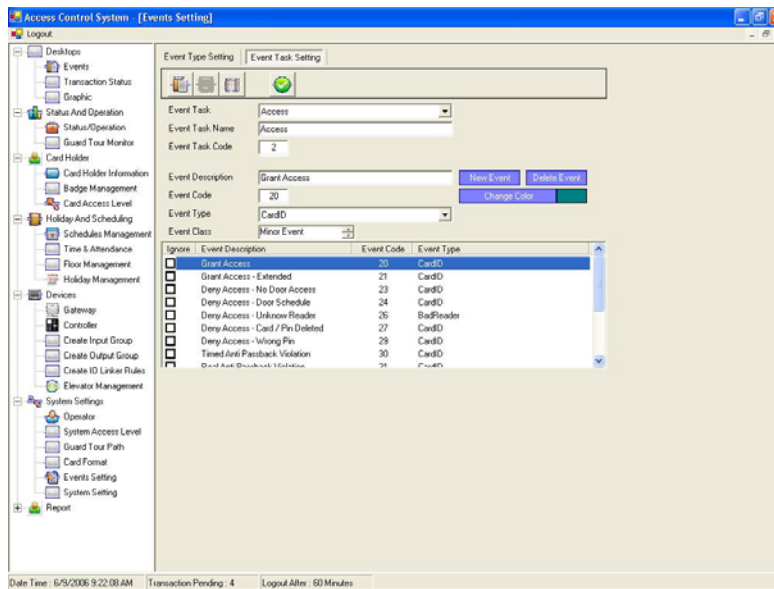 Access Control System - [Events Setting]
Logout
Desktops
Events
Transaction Status
Graphic
Status And Operation
Status/Operation
Guard Tour Monitor
Card Holder
Card Holder Information
Badge Management
Card Access Level
Holiday And Scheduling
Schedules Management
Time & Attendance
Floor Management
Holiday Management
Devices
Gateway
Controller
Create Input Group
Create Output Group
Create IO Linker Rules
Elevator Management
System Settings
Operator
System Access Level
Guard Tour Path
Card Format
Events Setting
System Setting
Report
Event Type Setting Event Task Setting
Event Task Access
Event Task Name Access
Event Task Code 2
Event Description Grant Access New Event Delete Event
Event Code 20 Change Color
Event Type CardID
Event Class Minor Event
Ignore Event Description Event Code Event Type
Grant Access 20 CardID
Grant Access - Extended 21 CardID
Deny Access - No Door Access 23 CardID
Deny Access - Door Schedule 24 CardID
Deny Access - Unknow Reader 26 BadReader
Deny Access - Card / Pin Deleted 27 CardID
Deny Access - Wrong Pin 29 CardID
Timed Anti Passback Violation 30 CardID
Real Anti Passback Violation 31 CardID
Date Time : 6/9/2006 9:22:08 AM Transaction Pending : 4 Logout After : 60 Minutes